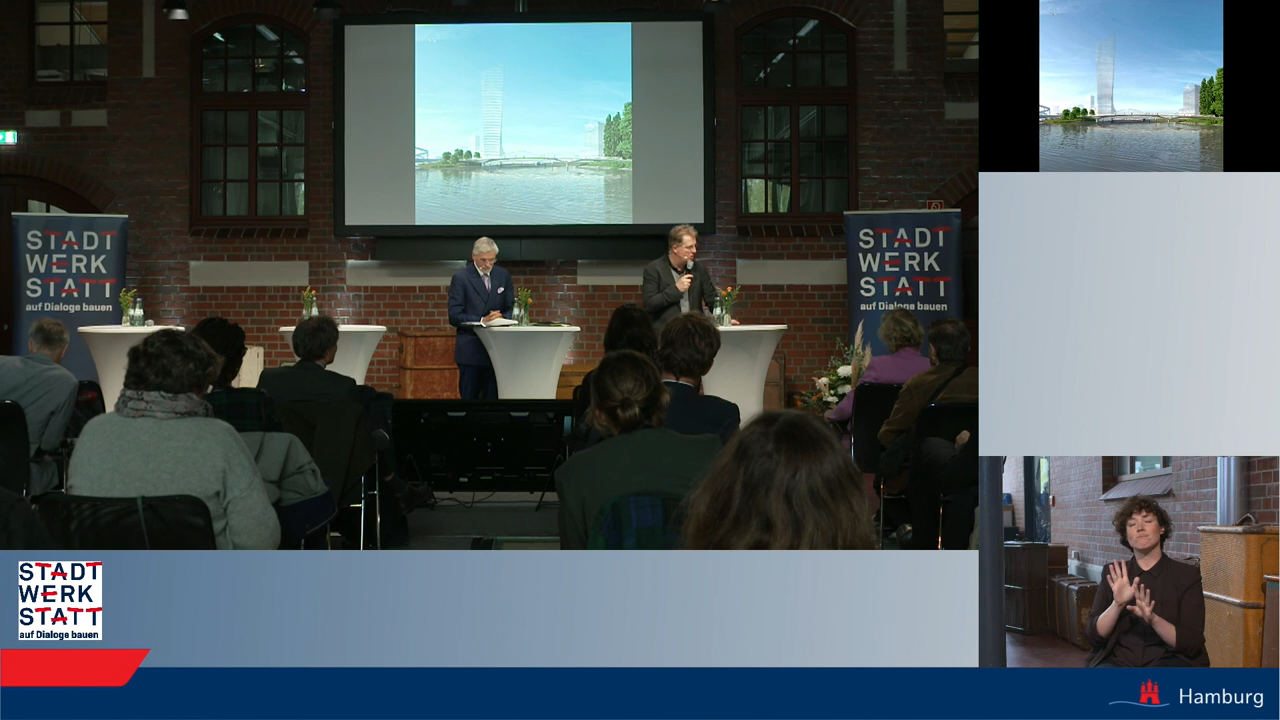 STADT
WERK
STATT
auf Dialoge bauen
STADT
WERK
STATT
auf Dialoge bauen
STADT
WERK
STATT
auf Dialoge bauen
Hamburg